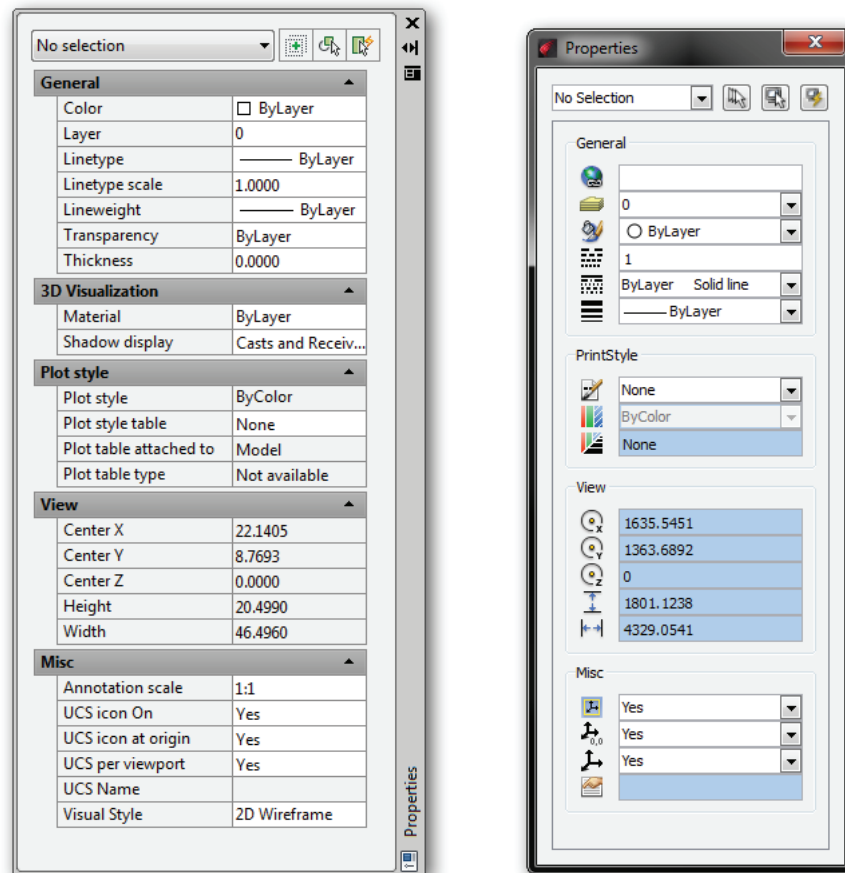 No selection
General
Color ByLayer
Layer 0
Linetype ByLayer
Linetype scale 1.0000
Lineweight ByLayer
Transparency ByLayer
Thickness 0.0000
3D Visualization
Material ByLayer
Shadow display Casts and Receiv...
Plot style
Plot style ByColor
Plot style table None
Plot table attached to Model
Plot table type Not available
View
Center X 22.1405
Center Y 8.7693
Center Z 0.0000
Height 20.4990
Width 46.4960
Misc
Annotation scale 1:1
UCS icon On Yes
UCS icon at origin Yes
UCS per viewport Yes
UCS Name
Visual Style 2D Wireframe
Properties
Properties
No Selection
General
0
ByLayer
1
ByLayer Solid line
ByLayer
PrintStyle
None
ByColor
None
View
X 1635.5451
Y 1363.6892
Z 0
1801.1238
4329.0541
Misc
Yes
0,0 Yes
Yes